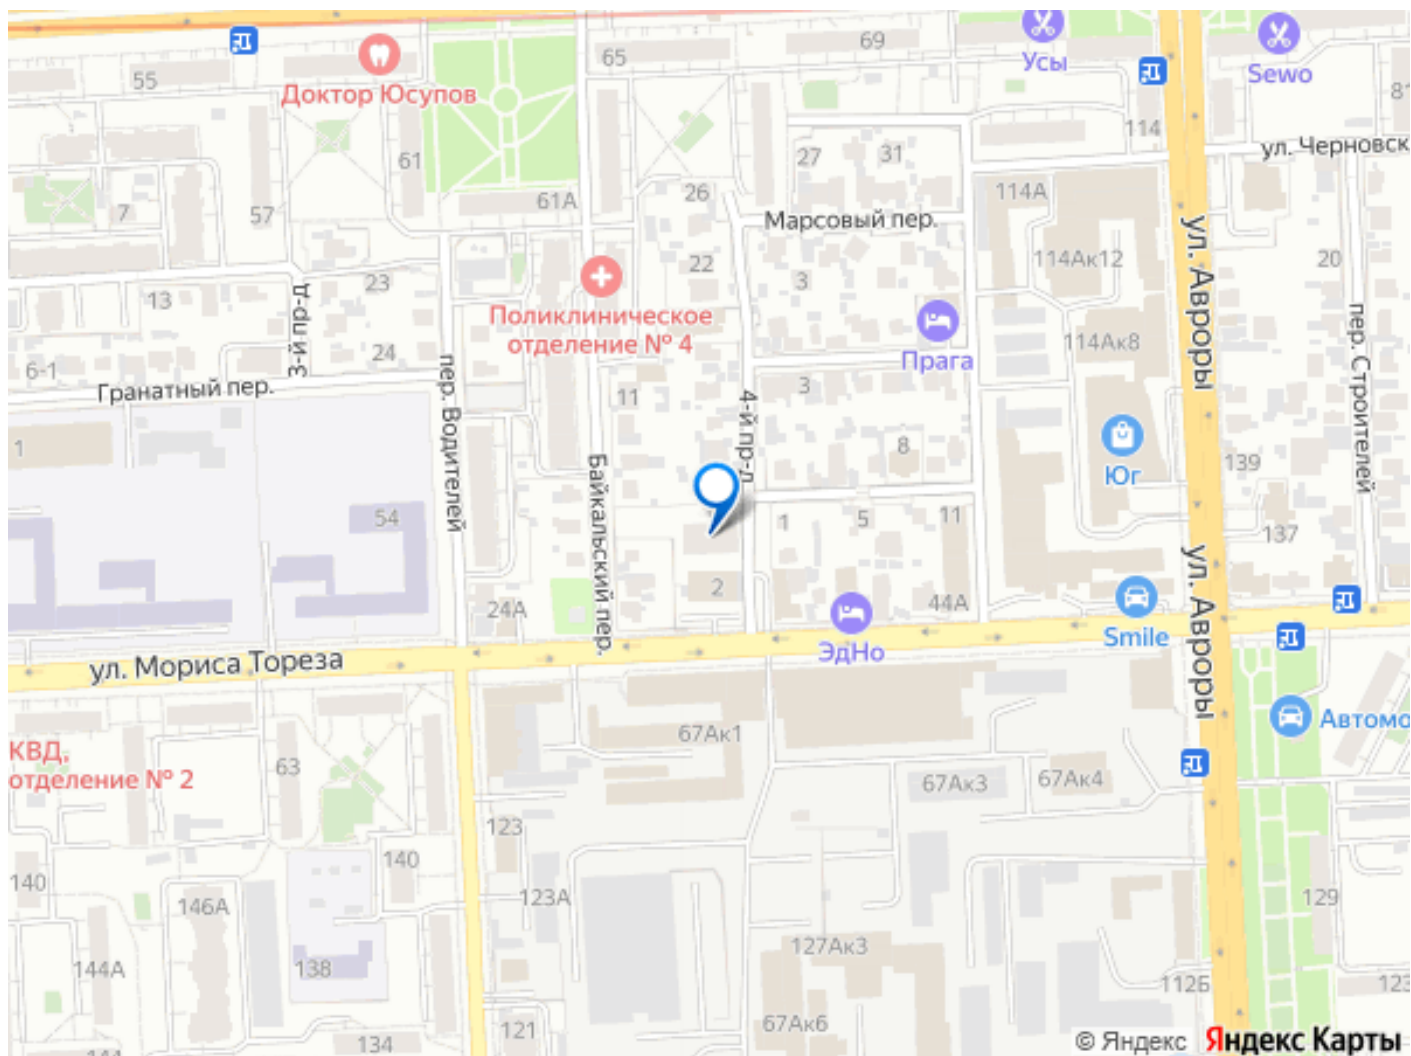 55
Доктор Юсупов
65
69
Усы
Sewo
81
114
ул. Черновск
61
7
57
61А
26
27
31
114А
Марсовый пер.
ул. Авроры
114Ак12
20
13
3-й пр-д
23
22
3
Поликлиническое
отделение № 4
Прага
114Ак8
пер. Строителей
6-1
24
Гранатный пер.
пер. Водителей
11
3
4-й пр-д
8
1
Юг
139
Байкальский пер.
54
1
5
11
137
2
24А
44А
ЭдНо
Smile
ул. Авроры
ул. Мориса Тореза
67Ак1
Автомо
КВД,
отделение № 2
63
67Ак3
67Ак4
123
140
140
123А
129
146А
127Ак3
144А
138
112Б
123
121
67Ак6
134
144
© Яндекс
Яндекс Карты